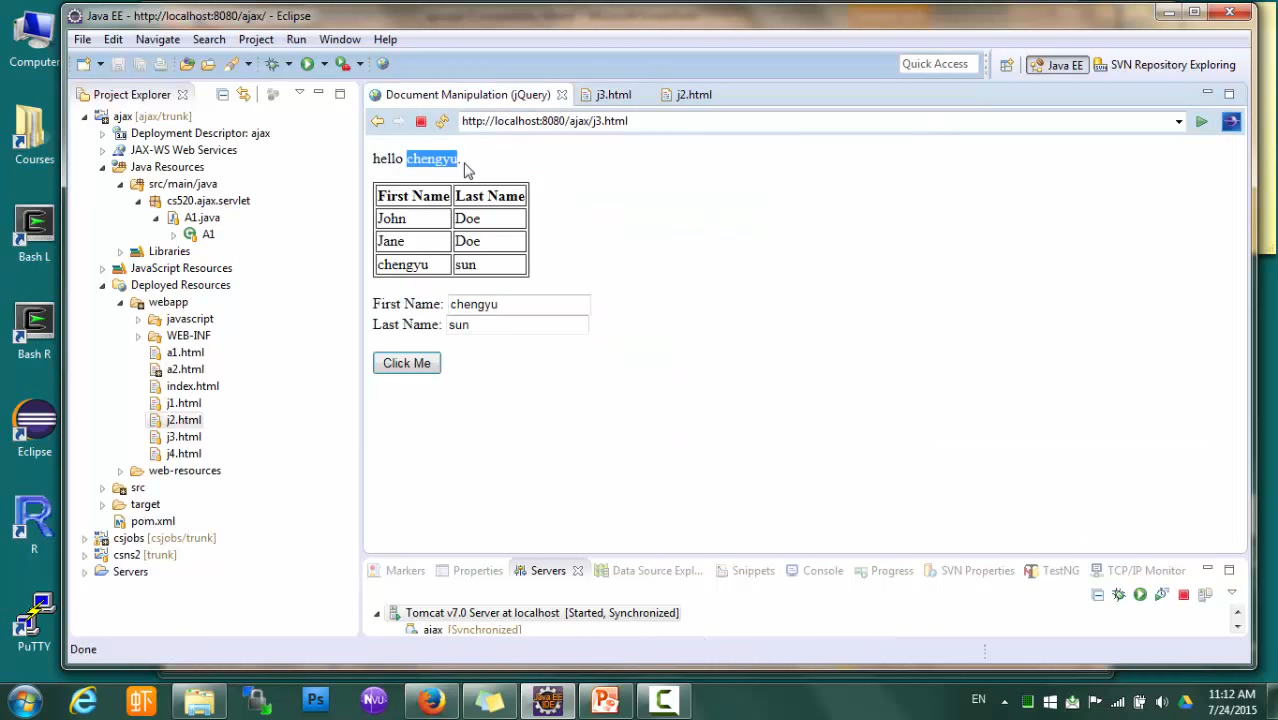 Java EE - http://localhost:8080/ajax/ - Eclipse
File Edit Navigate Search Project Run Window Help
Quick Access Java EE SVN Repository Exploring
Project Explorer
ajax [ajax/trunk]
Deployment Descriptor: ajax
JAX-WS Web Services
Java Resources
src/main/java
cs520.ajax.servlet
A1.java
A1
Libraries
JavaScript Resources
Deployed Resources
webapp
javascript
WEB-INF
a1.html
a2.html
index.html
j1.html
j2.html
j3.html
j4.html
web-resources
src
target
pom.xml
csjobs [csjobs/trunk]
csns2 [trunk]
Servers
Document Manipulation (jQuery) j3.html j2.html
http://localhost:8080/ajax/j3.html
hello chengyu.
First Name Last Name
John Doe
Jane Doe
chengyu sun
First Name: chengyu
Last Name: sun
Click Me
Markers Properties Servers Data Source Expl... Snippets Console Progress SVN Properties TestNG TCP/IP Monitor
Tomcat v7.0 Server at localhost [Started, Synchronized]
ajax [Synchronized]
Done
Computer
Courses
Bash L
Bash R
Eclipse
R
PuTTY
EN
11:12 AM
7/24/2015